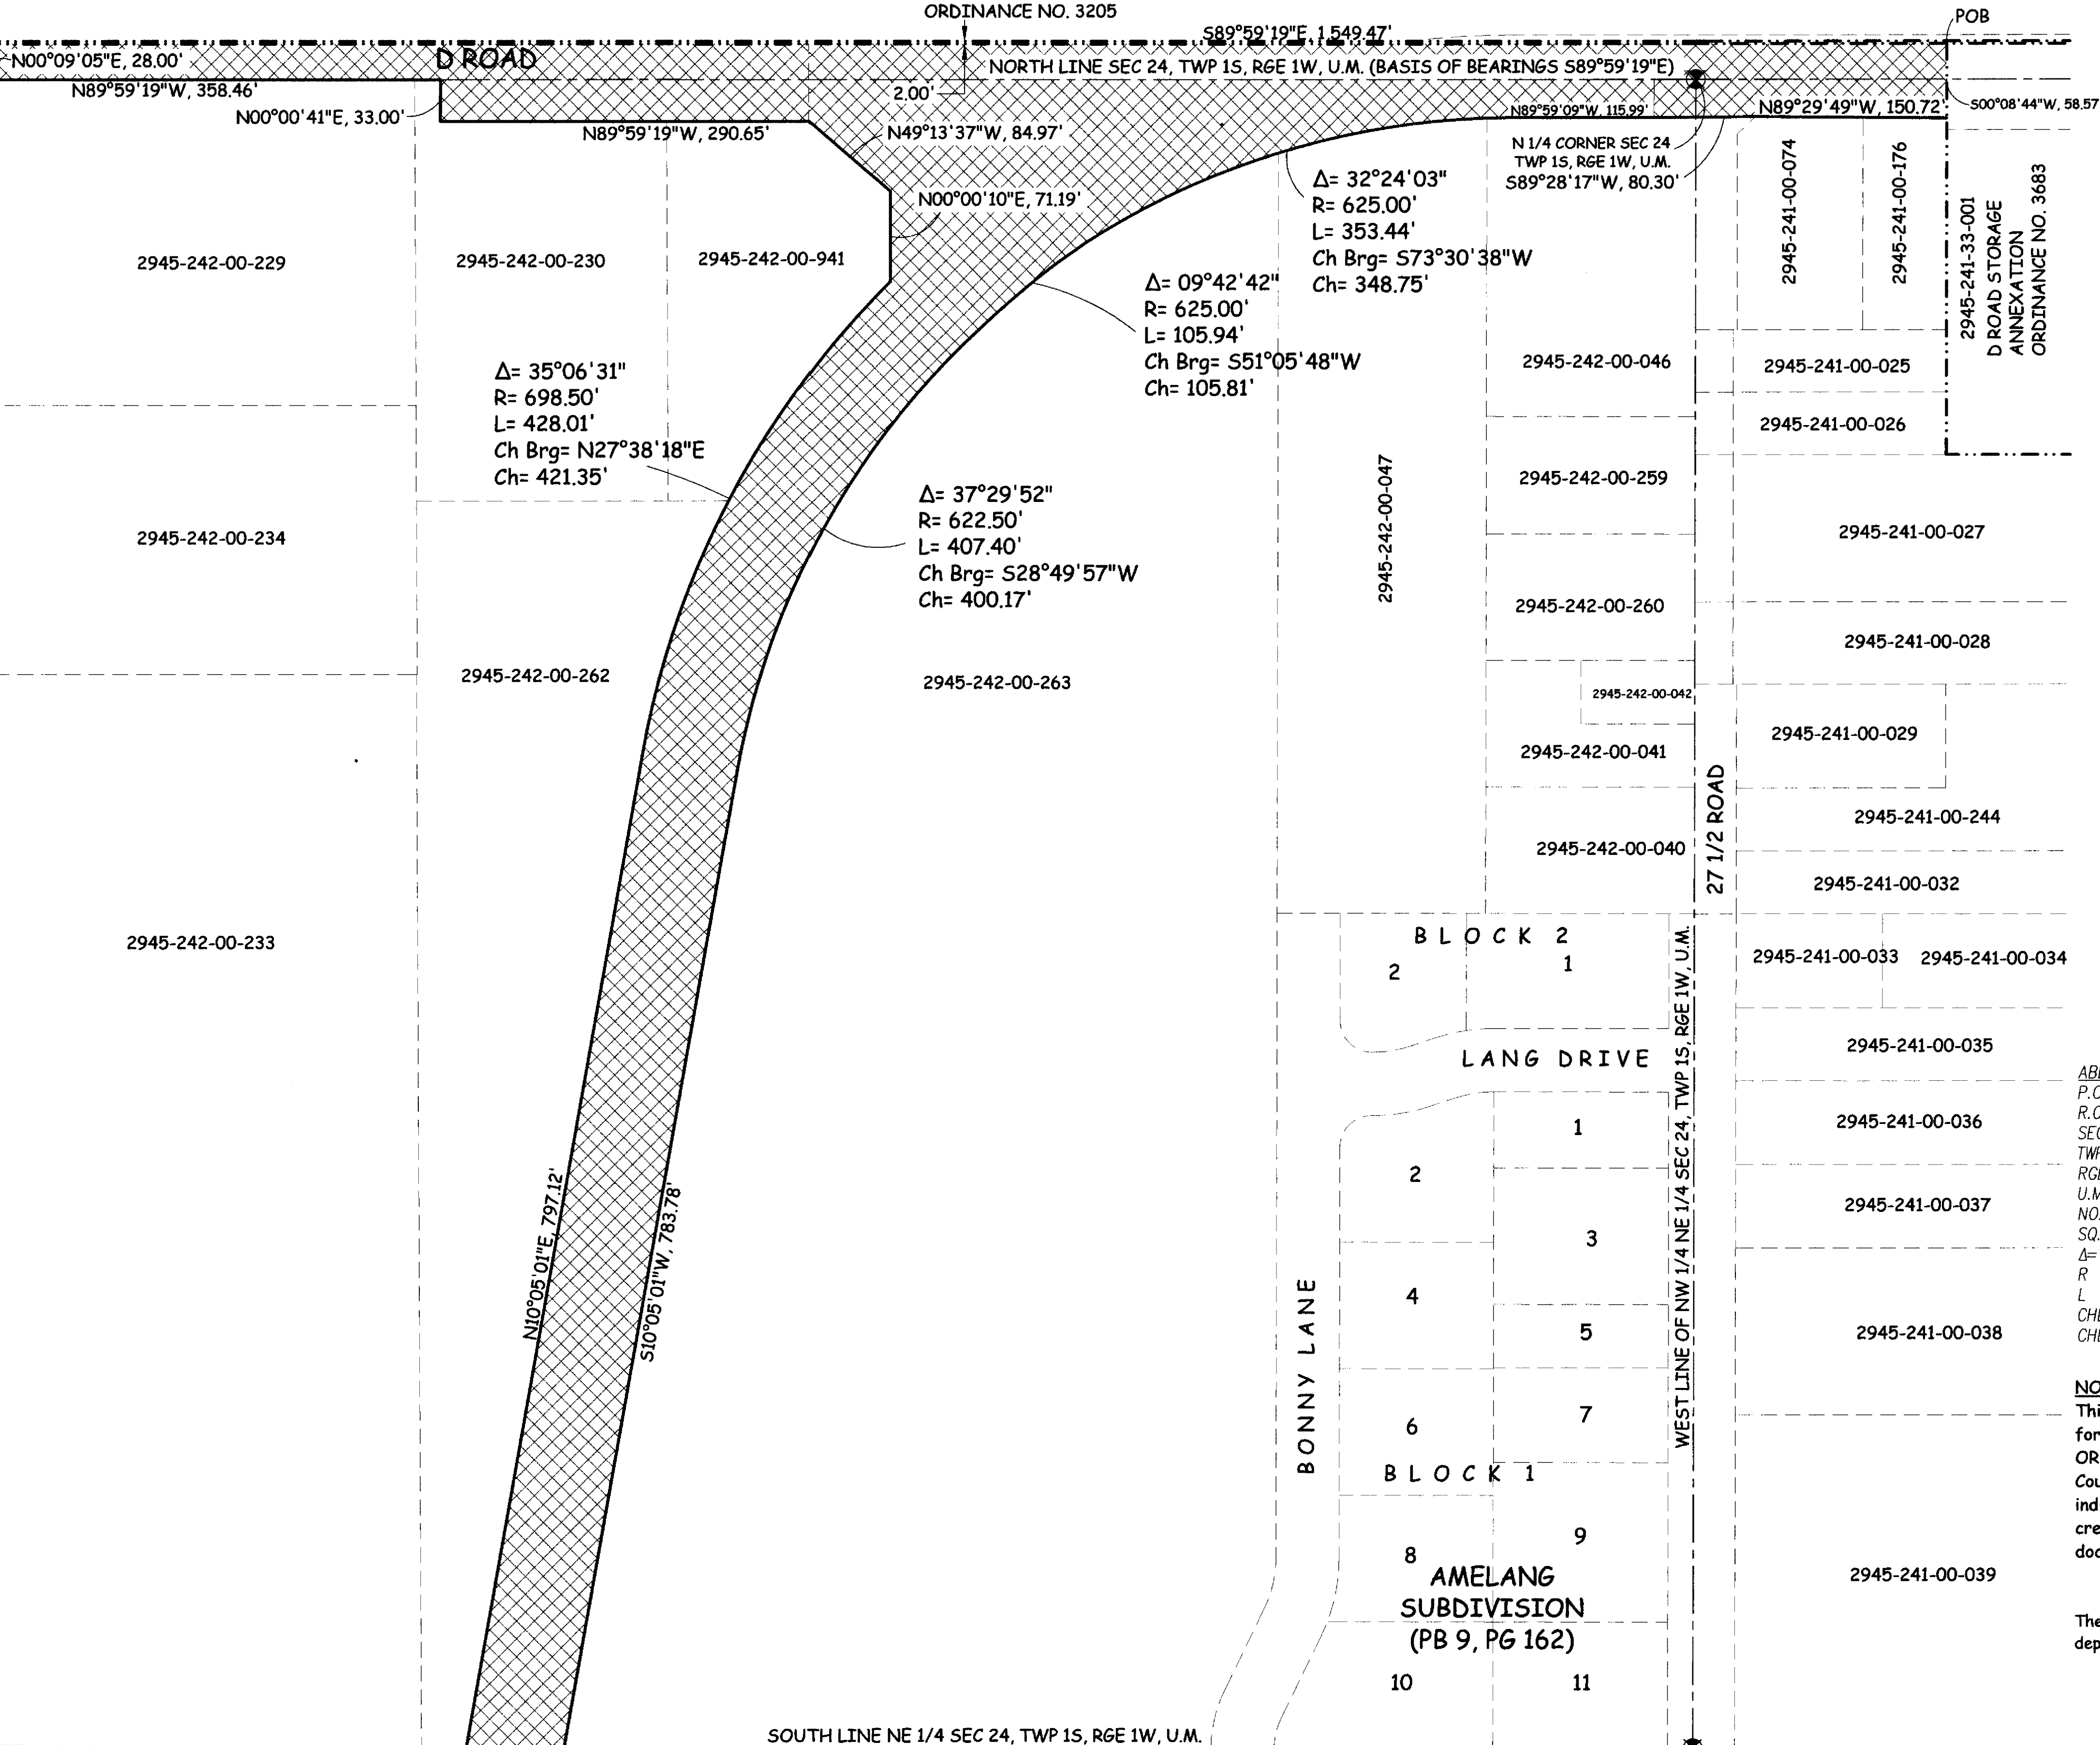 ORDINANCE NO. 3205
POB
S89°59'19"E, 1,549.47'
N00°09'05"E, 28.00'
D ROAD
NORTH LINE SEC 24, TWP 1S, RGE 1W, U.M. (BASIS OF BEARINGS S89°59'19"E)
N89°59'19"W, 358.46'
2.00'
N00°00'41"E, 33.00'
N89°59'19"W, 290.65'
N49°13'37"W, 84.97'
N89°59'09"W, 115.99'
N89°29'49"W, 150.72'
S00°08'44"W, 58.57
N 1/4 CORNER SEC 24
TWP 1S, RGE 1W, U.M.
S89°28'17"W, 80.30'
N00°00'10"E, 71.19'
Δ= 32°24'03"
R= 625.00'
L= 353.44'
Ch Brg= S73°30'38"W
Ch= 348.75'
2945-241-00-074
2945-241-00-176
2945-241-33-001
D ROAD STORAGE
ANNEXATION
ORDINANCE NO. 3683
2945-242-00-229
2945-242-00-230
2945-242-00-941
Δ= 09°42'42"
R= 625.00'
L= 105.94'
Ch Brg= S51°05'48"W
Ch= 105.81'
2945-242-00-046
2945-241-00-025
Δ= 35°06'31"
R= 698.50'
L= 428.01'
Ch Brg= N27°38'18"E
Ch= 421.35'
2945-241-00-026
2945-242-00-047
2945-242-00-259
Δ= 37°29'52"
R= 622.50'
L= 407.40'
Ch Brg= S28°49'57"W
Ch= 400.17'
2945-242-00-234
2945-241-00-027
2945-242-00-260
2945-241-00-028
2945-242-00-262
2945-242-00-263
2945-242-00-042
2945-241-00-029
2945-242-00-041
27 1/2 ROAD
2945-241-00-244
2945-242-00-040
2945-241-00-032
2945-242-00-233
BLOCK 2
2
1
WEST LINE OF NW 1/4 NE 1/4 SEC 24, TWP 1S, RGE 1W, U.M.
2945-241-00-033
2945-241-00-034
LANG DRIVE
2945-241-00-035
1
2945-241-00-036
2
2945-241-00-037
3
N10°05'01"E, 797.12'
S10°05'01"W, 783.78'
BONNY LANE
4
5
2945-241-00-038
6
7
BLOCK 1
9
8
AMELANG
SUBDIVISION
(PB 9, PG 162)
2945-241-00-039
10
11
SOUTH LINE NE 1/4 SEC 24, TWP 1S, RGE 1W, U.M.
AB
P.O
R.O
SEC
TWP
RGE
U.M
NO.
SQ.
Δ=
R
L
CH
CH
NO
Thi
for
OR
Cou
ind
cre
doc
The
dep